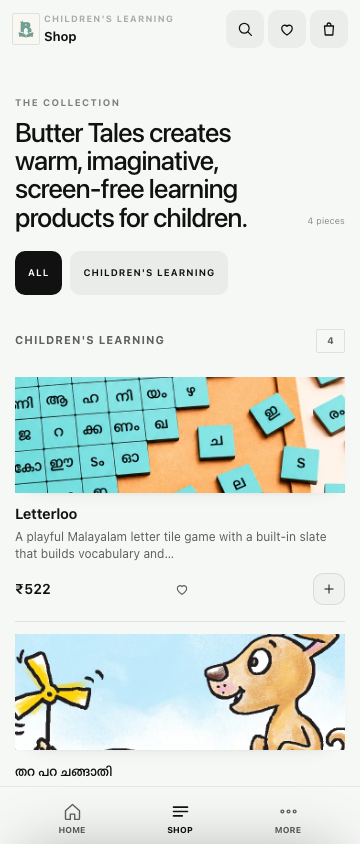 CHILDREN'S LEARNING
Shop
THE COLLECTION
Butter Tales creates
warm, imaginative,
screen-free learning
products for children.
4 pieces
ALL
CHILDREN'S LEARNING
CHILDREN'S LEARNING
4
ആ ഹ നി യം ഴ
ജ റ ക്ക ണം ഖ
കോ ഈ ഓ
ഇ
ച
ല
Letterloo
A playful Malayalam letter tile game with a built-in slate
that builds vocabulary and...
₹522
തറ പറ ചങ്ങാതി
HOME
SHOP
MORE